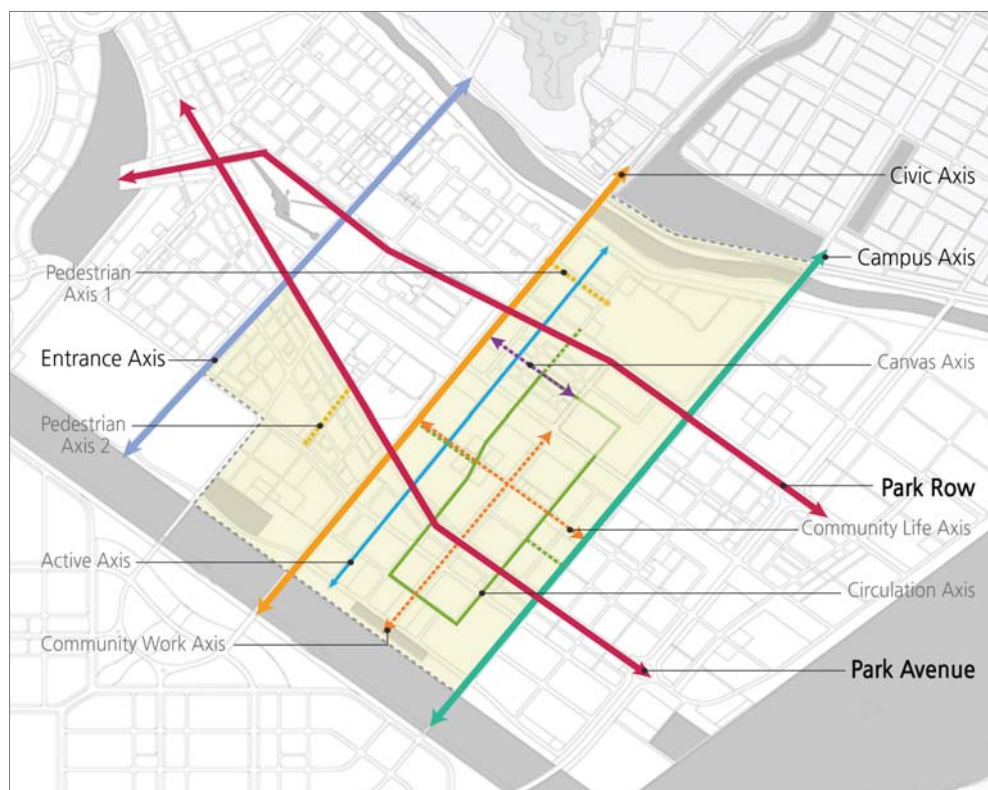 Civic Axis
Campus Axis
Pedestrian
Axis 1
Entrance Axis
Canvas Axis
Pedestrian
Axis 2
Park Row
Community Life Axis
Active Axis
Circulation Axis
Community Work Axis
Park Avenue